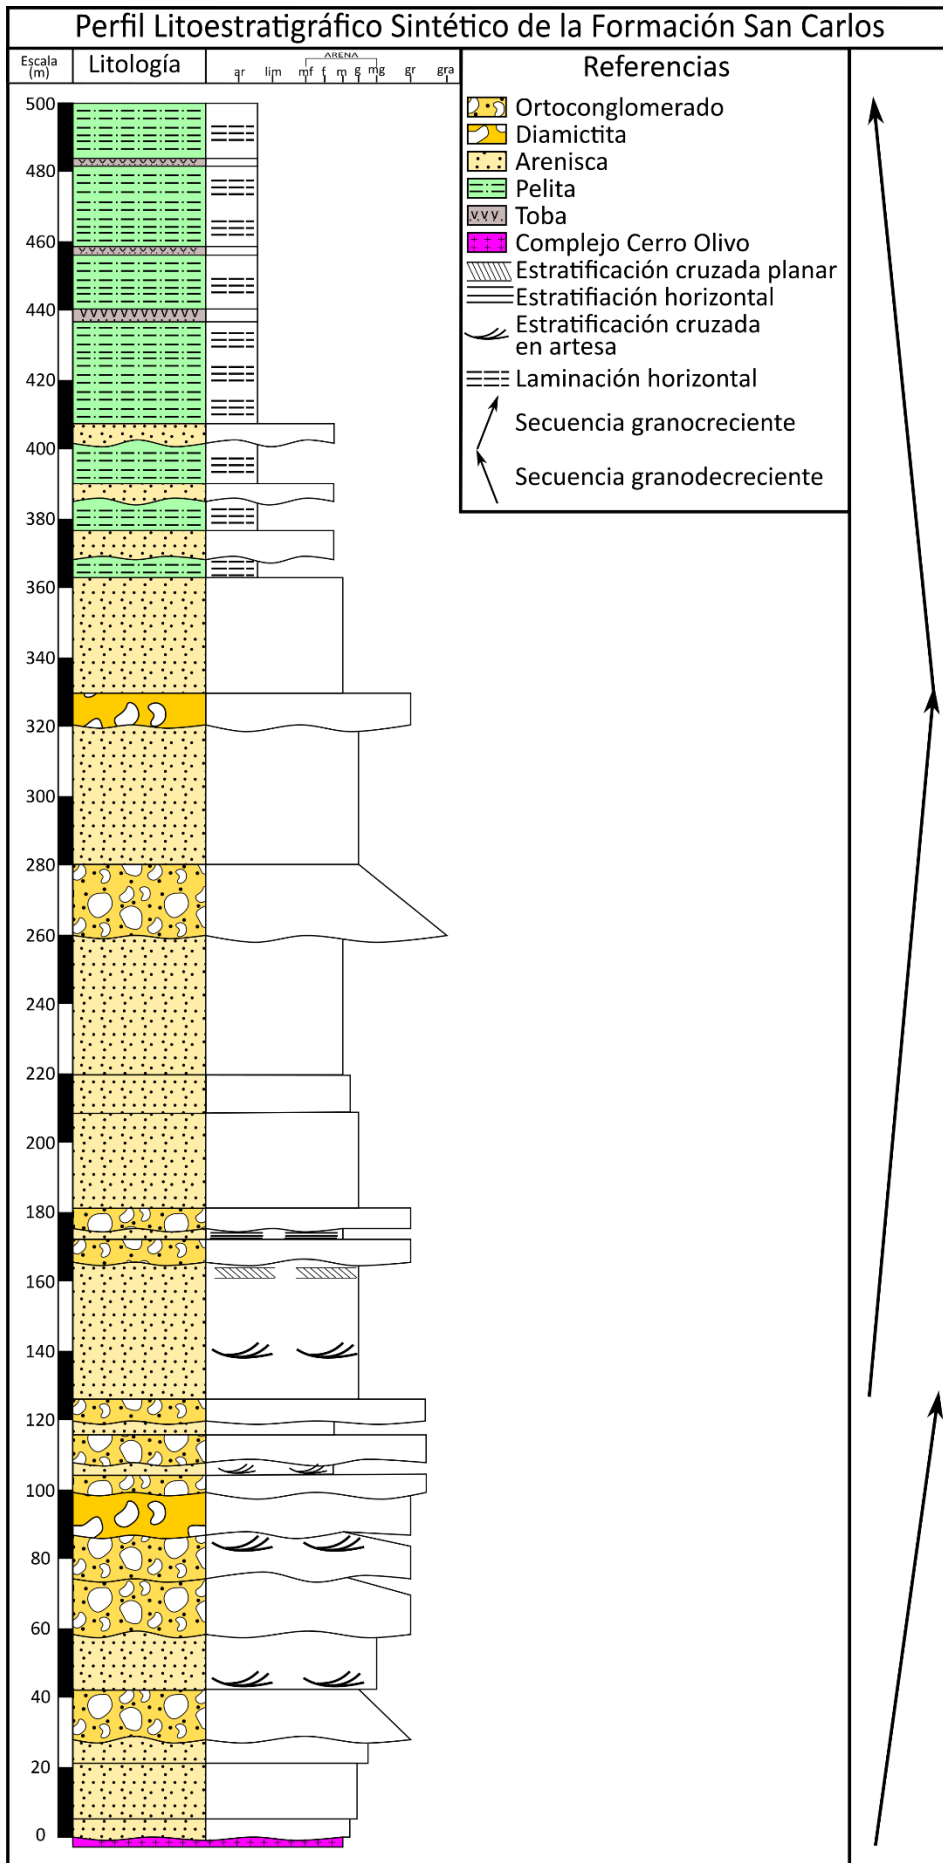 Perfil Litoestratigráfico Sintético de la Formación San Carlos
Escala
(m)
Litología
ARENA
ar lim mf f m g mg gr gra
Referencias
Ortoconglomerado
Diamictita
Arenisca
Pelita
Toba
Complejo Cerro Olivo
Estratificación cruzada planar
Estratifiación horizontal
Estratificación cruzada
en artesa
Laminación horizontal
Secuencia granocreciente
Secuencia granodecreciente
500
480
460
440
420
400
380
360
340
320
300
280
260
240
220
200
180
160
140
120
100
80
60
40
20
0